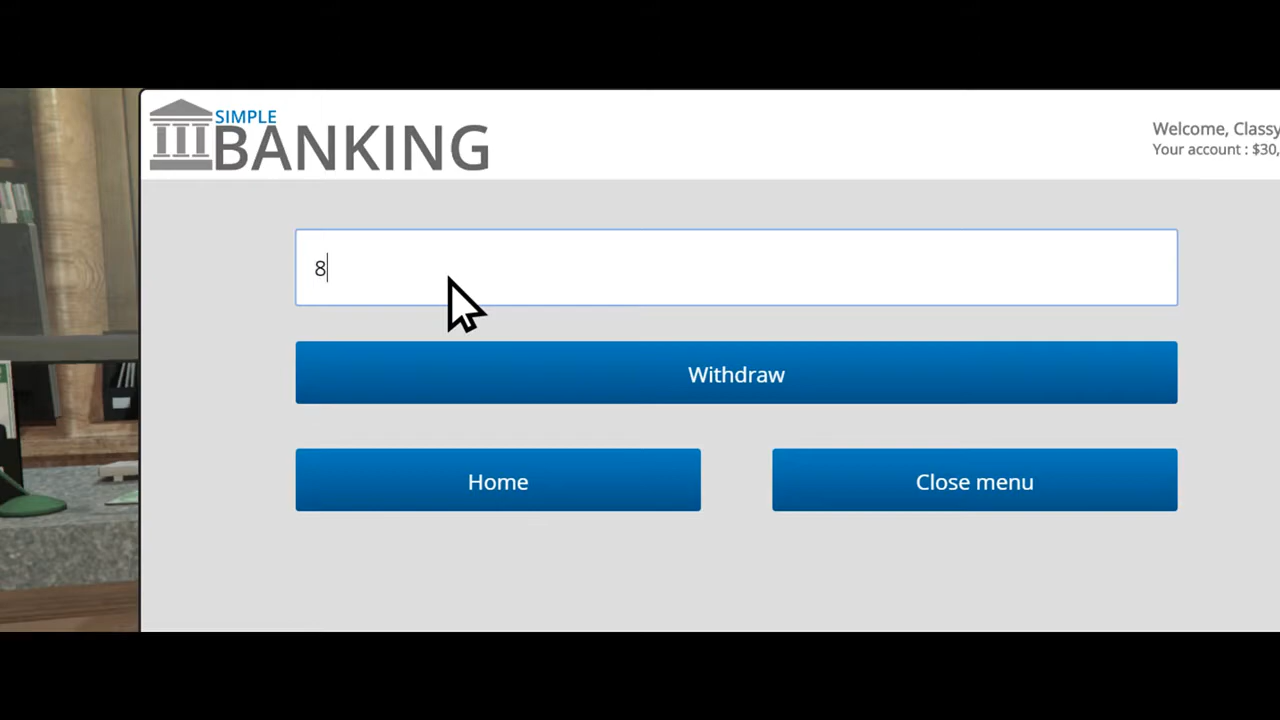 SIMPLE
BANKING
Welcome, Classy
Your account : $30,
8
Withdraw
Home
Close menu